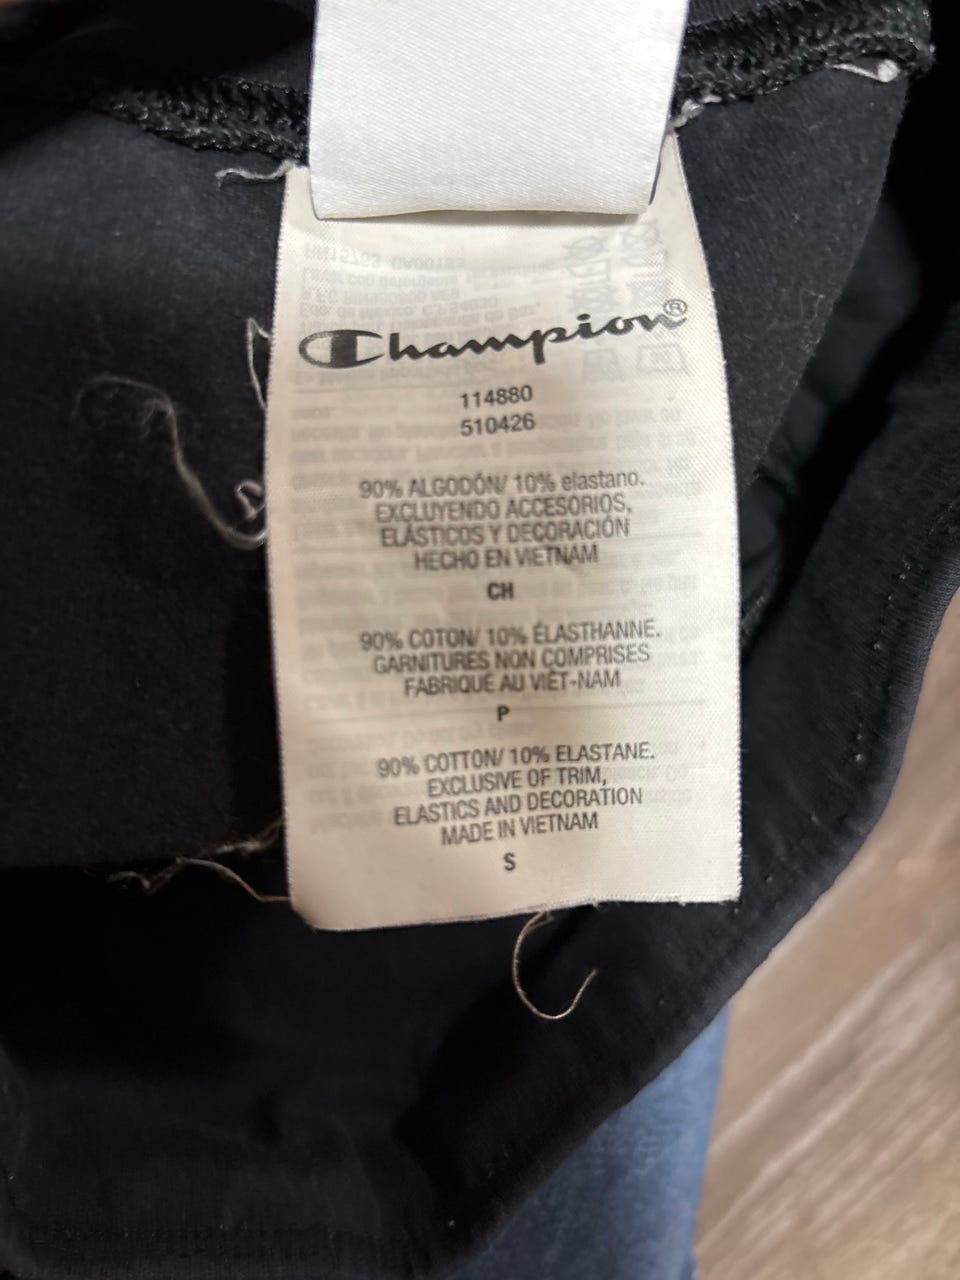 Champion®
114880
510426
90% ALGODÓN/ 10% elastano.
EXCLUYENDO ACCESORIOS,
ELÁSTICOS Y DECORACIÓN
HECHO EN VIETNAM
CH
90% COTON/ 10% ÉLASTHANNE.
GARNITURES NON COMPRISES
FABRIQUÉ AU VIÊT-NAM
P
90% COTTON/ 10% ELASTANE.
EXCLUSIVE OF TRIM,
ELASTICS AND DECORATION
MADE IN VIETNAM
S